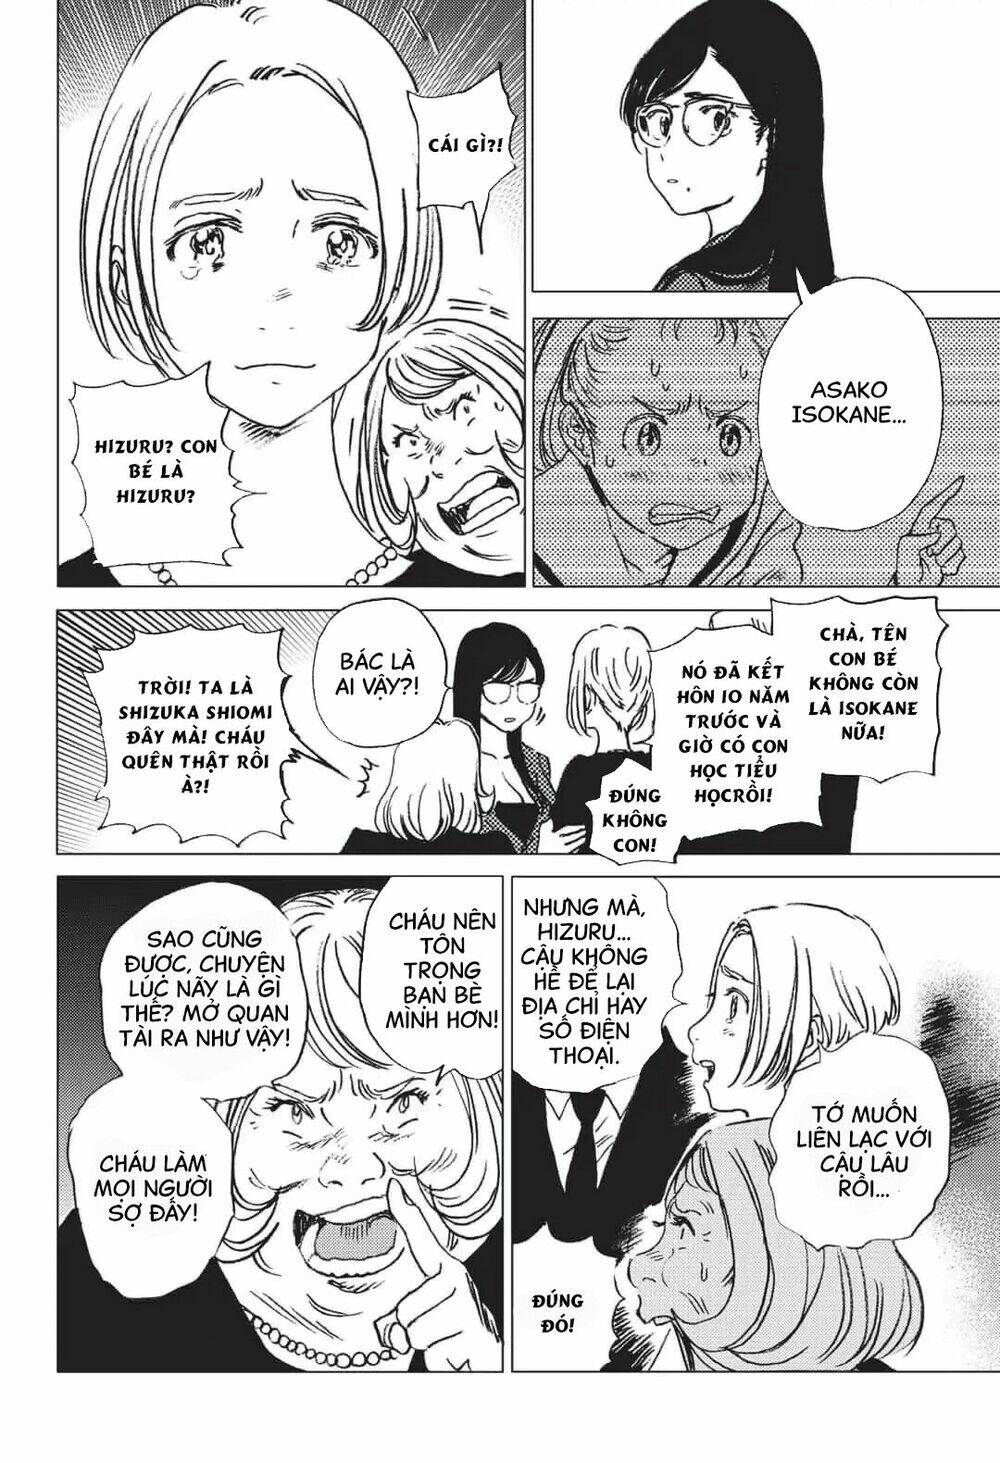 ASAKO
ISOKANE...
CÁI GÌ?!
HIZURU? CON
BÉ LÀ
HIZURU?
CHÀ, TÊN
CON BÉ
KHÔNG CÒN
LÀ ISOKANE
NỮA!
NÓ ĐÃ KẾT
HÔN 10 NĂM
TRƯỚC VÀ
GIỜ CÓ CON
HỌC TIỂU
HỌCRỒI!
ĐÚNG
KHÔNG
CON!
BÁC LÀ
AI VẬY?!
TRỜI! TA LÀ
SHIZUKA SHIOMI
ĐÂY MÀ! CHÁU
QUÊN THẬT RỒI
À?!
NHƯNG MÀ,
HIZURU...
CẬU KHÔNG
HỀ ĐỂ LẠI
ĐỊA CHỈ HAY
SỐ ĐIỆN
THOẠI.
TỚ MUỐN
LIÊN LẠC VỚI
CẬU LÂU
RỒI...
ĐÚNG
ĐÓ!
CHÁU NÊN
TÔN
TRỌNG
BẠN BÈ
MÌNH HƠN!
SAO CŨNG
ĐƯỢC, CHUYỆN
LÚC NÃY LÀ GÌ
THẾ? MỞ QUAN
TÀI RA NHƯ VẬY!
CHÁU LÀM
MỌI NGƯỜI
SỢ ĐẤY!